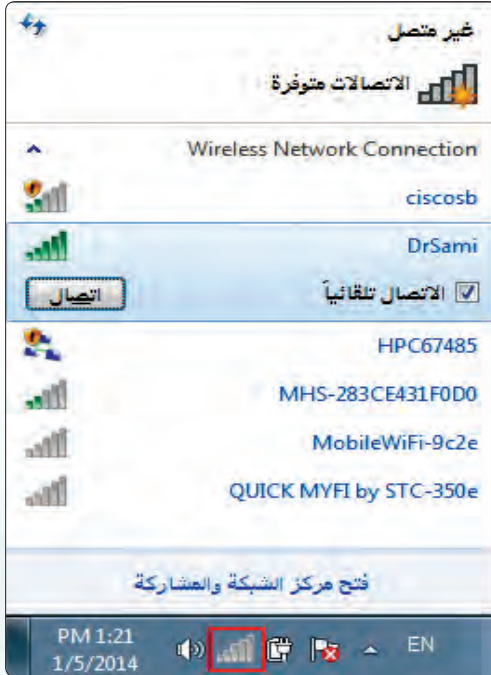 غير متصل
الاتصالات متوفرة
Wireless Network Connection
ciscosb
DrSami
الاتصال تلقائياً
اتصال
HPC67485
MHS-283CE431F0D0
MobileWiFi-9c2e
QUICK MYFI by STC-350e
فتح مركز الشبكة والمشاركة
EN
PM 1:21
1/5/2014